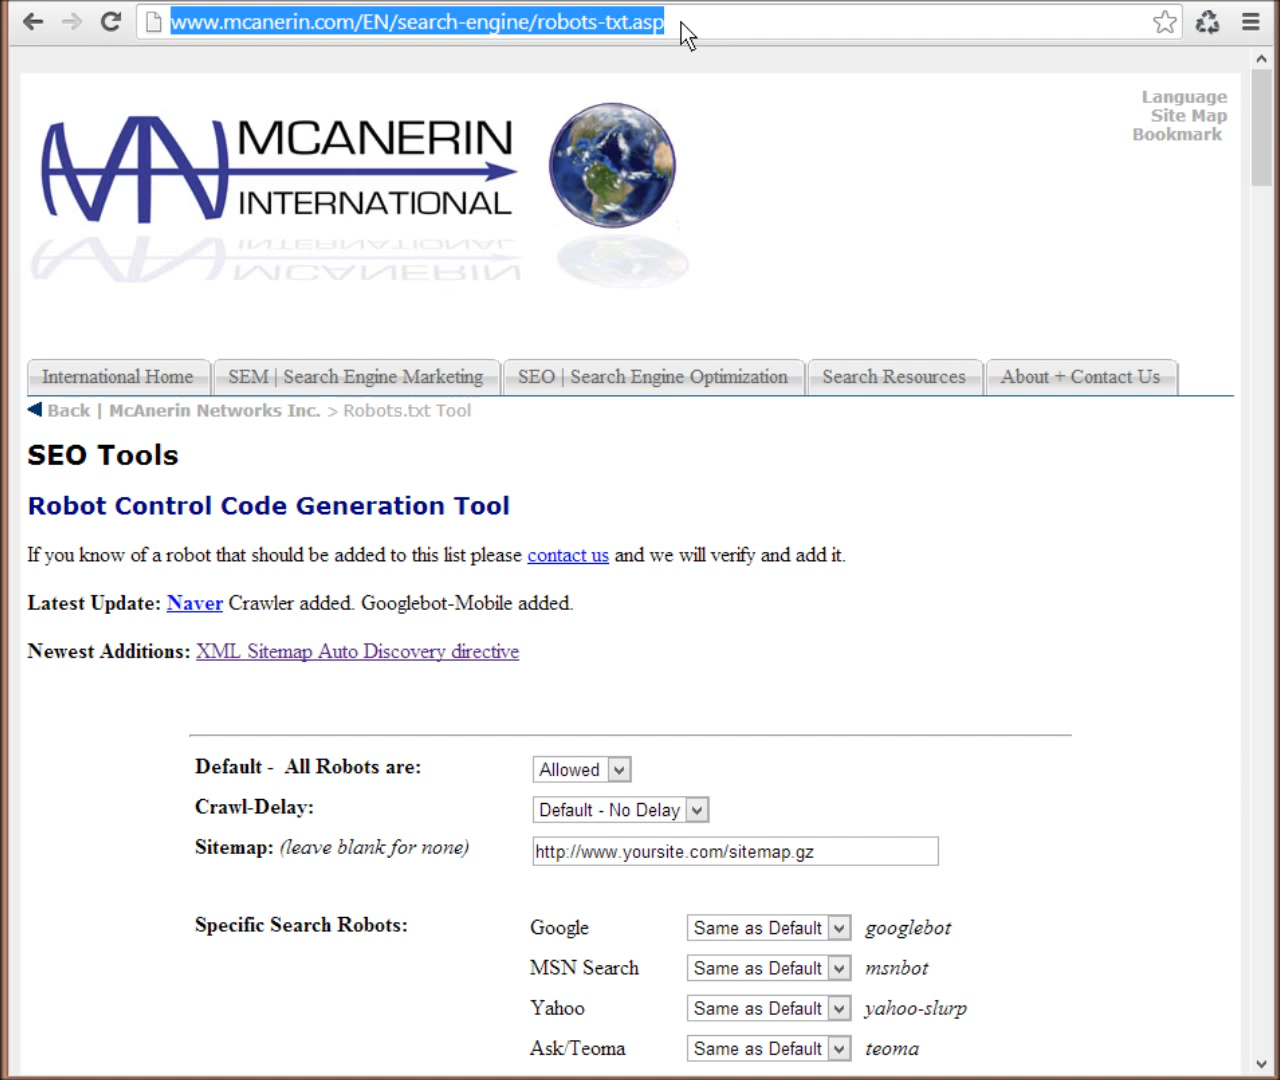 www.mcanerin.com/EN/search-engine/robots-txt.asp
Language
Site Map
Bookmark
MCANERIN
INTERNATIONAL
International Home SEM | Search Engine Marketing SEO | Search Engine Optimization Search Resources About + Contact Us
Back | McAnerin Networks Inc. > Robots.txt Tool
SEO Tools
Robot Control Code Generation Tool
If you know of a robot that should be added to this list please contact us and we will verify and add it.
Latest Update: Naver Crawler added. Googlebot-Mobile added.
Newest Additions: XML Sitemap Auto Discovery directive
Default - All Robots are: Allowed
Crawl-Delay: Default - No Delay
Sitemap: (leave blank for none) http://www.yoursite.com/sitemap.gz
Specific Search Robots: Google Same as Default googlebot
MSN Search Same as Default msnbot
Yahoo Same as Default yahoo-slurp
Ask/Teoma Same as Default teoma